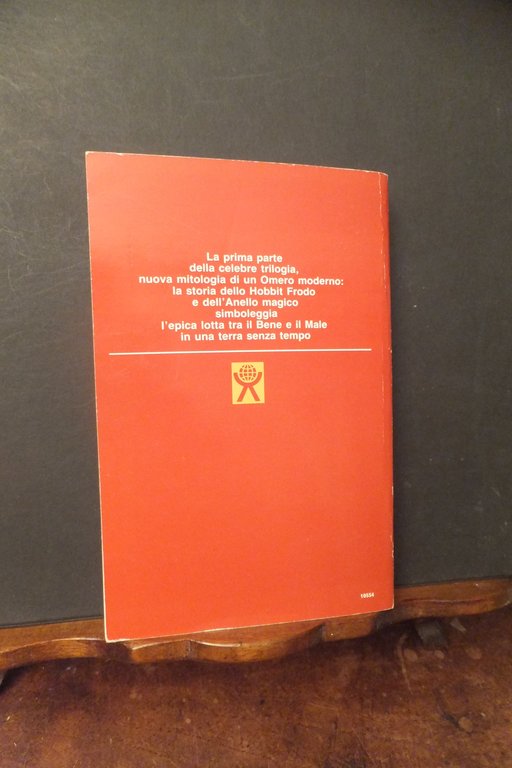 La prima parte
della celebre trilogia,
nuova mitologia di un Omero moderno:
la storia dello Hobbit Frodo
e dell'Anello magico
simboleggia
l'epica lotta tra il Bene e il Male
in una terra senza tempo
10554